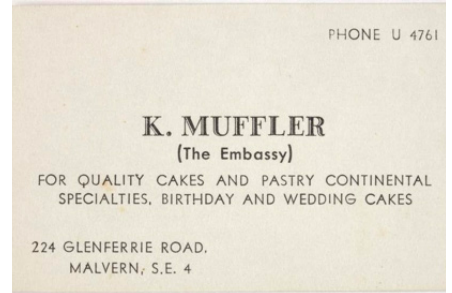 PHONE U 4761
K. MUFFLER
(The Embassy)
FOR QUALITY CAKES AND PASTRY CONTINENTAL
SPECIALTIES, BIRTHDAY AND WEDDING CAKES
224 GLENFERRIE ROAD.
MALVERN, S.E. 4